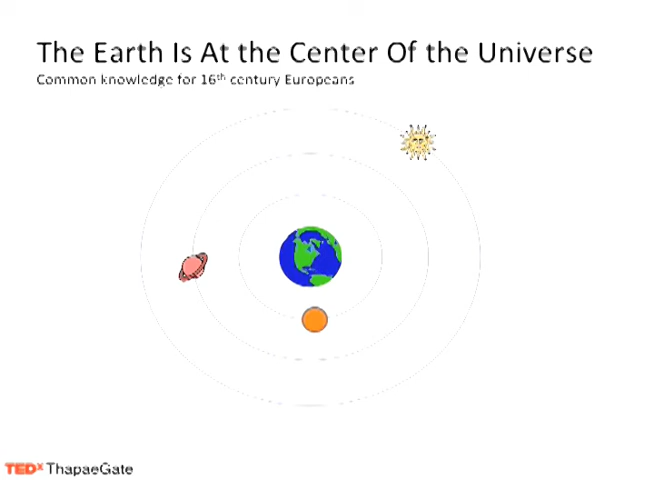 The Earth Is At the Center Of the Universe
Common knowledge for 16th century Europeans
TEDx ThapaeGate